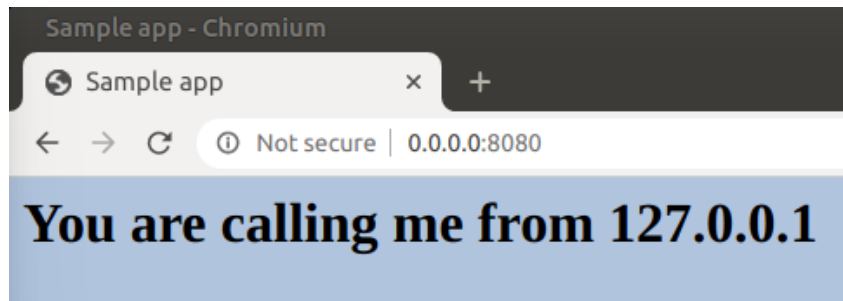 Sample app - Chromium
Sample app
Not secure 0.0.0.0:8080
You are calling me from 127.0.0.1